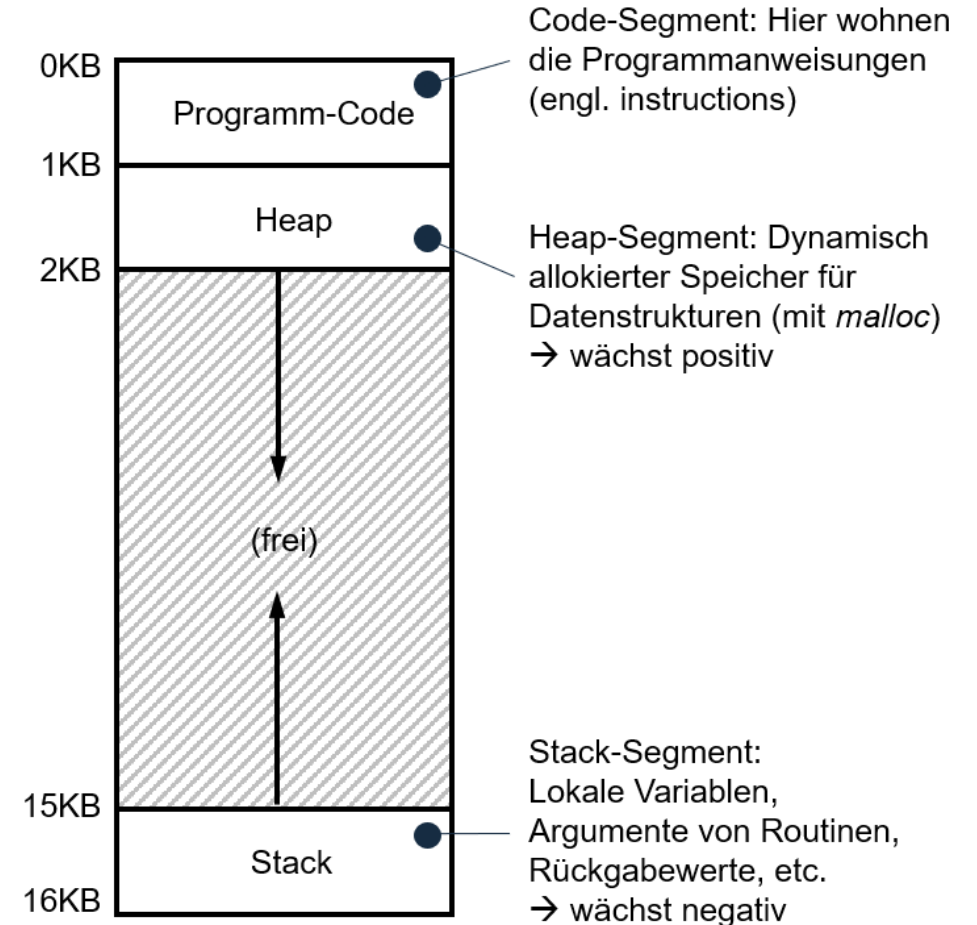 0KB
Programm-Code
1KB
Heap
2KB
(frei)
15KB
Stack
16KB
Code-Segment: Hier wohnen
die Programmanweisungen
(engl. instructions)
Heap-Segment: Dynamisch
allokierter Speicher für
Datenstrukturen (mit malloc)
→ wächst positiv
Stack-Segment:
Lokale Variablen,
Argumente von Routinen,
Rückgabewerte, etc.
→ wächst negativ